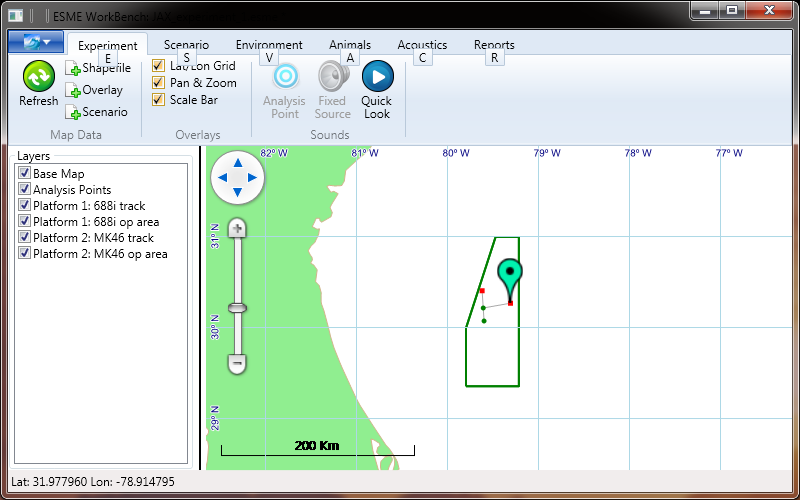 ESME WorkBench: JAX
Experiment Scenario Environment Animals Acoustics Reports
E S V A C R
Refresh
Shapefile
Overlay
Scenario
Map Data
Lat/Lon Grid
Pan & Zoom
Scale Bar
Overlays
Analysis
Point
Fixed
Source
Quick
Look
Sounds
Layers
Base Map
Analysis Points
Platform 1: 688i track
Platform 1: 688i op area
Platform 2: MK46 track
Platform 2: MK46 op area
82° W 81° W 80° W 79° W 78° W 77° W
31° N
30° N
29° N
200 Km
Lat: 31.977960 Lon: -78.914795